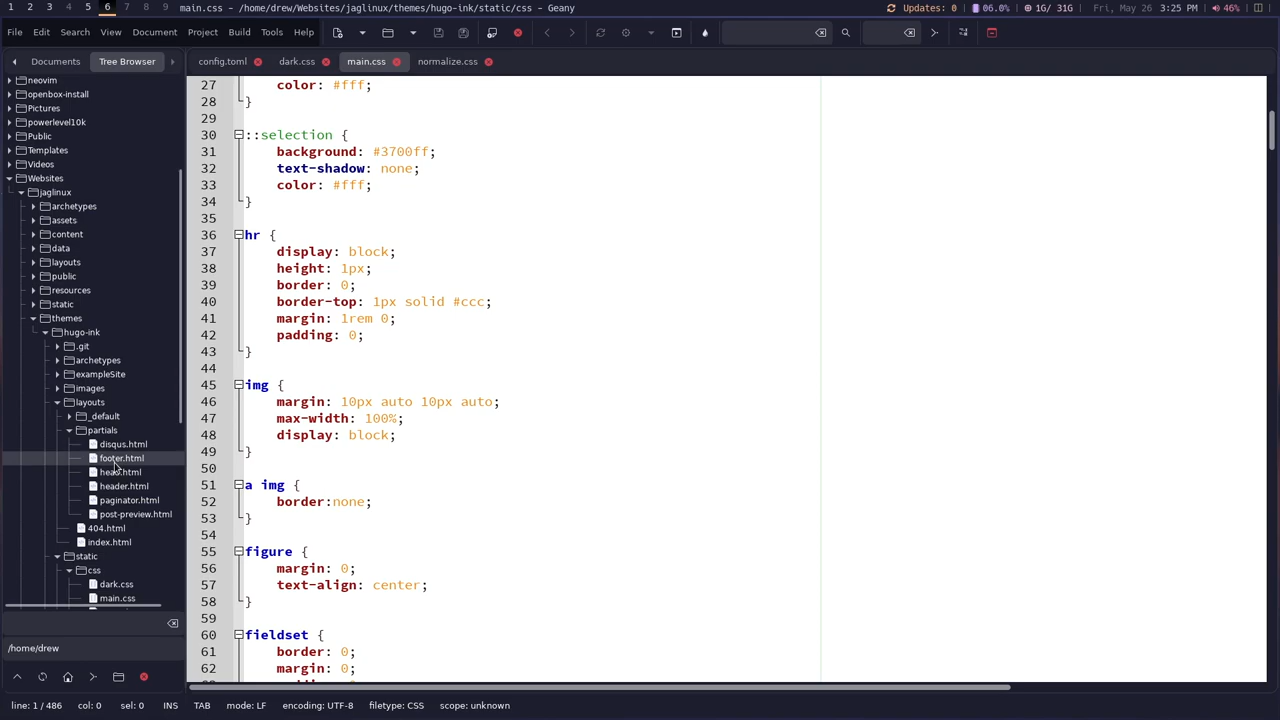 1 2 3 4 5 6 7 8 9 main.css - /home/drew/Websites/jaglinux/themes/hugo-ink/static/css - Geany Updates: 0 06.0% 1G/ 31G Fri, May 26 3:25 PM 46%
File Edit Search View Document Project Build Tools Help
Documents Tree Browser
config.toml dark.css main.css normalize.css
neovim
openbox-install
Pictures
powerlevel10k
Public
Templates
Videos
Websites
jaglinux
archetypes
assets
content
data
layouts
public
resources
static
themes
hugo-ink
.git
archetypes
exampleSite
images
layouts
_default
partials
disqus.html
footer.html
head.html
header.html
paginator.html
post-preview.html
404.html
index.html
static
css
dark.css
main.css
/home/drew
27 color: #fff;
28 }
29
30 ::selection {
31 background: #3700ff;
32 text-shadow: none;
33 color: #fff;
34 }
35
36 hr {
37 display: block;
38 height: 1px;
39 border: 0;
40 border-top: 1px solid #ccc;
41 margin: 1rem 0;
42 padding: 0;
43 }
44
45 img {
46 margin: 10px auto 10px auto;
47 max-width: 100%;
48 display: block;
49 }
50
51 a img {
52 border:none;
53 }
54
55 figure {
56 margin: 0;
57 text-align: center;
58 }
59
60 fieldset {
61 border: 0;
62 margin: 0;
line: 1 / 486 col: 0 sel: 0 INS TAB mode: LF encoding: UTF-8 filetype: CSS scope: unknown